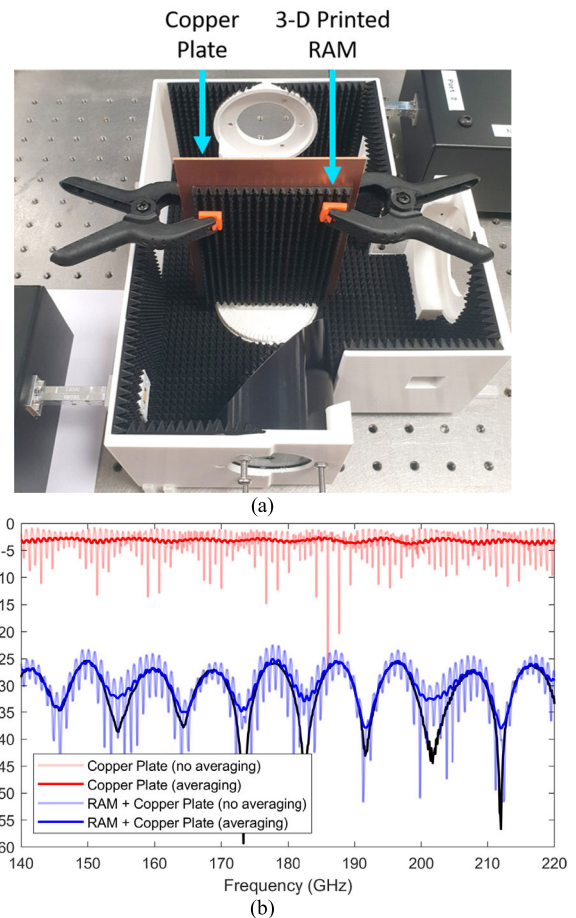 Copper
Plate
3-D Printed
RAM
Port 2
(a)
0
-5
-10
-15
-20
-25
-30
-35
-40
-45
-50
-55
60
140
150
160
170
180
190
200
210
220
Copper Plate (no averaging)
Copper Plate (averaging)
RAM + Copper Plate (no averaging)
RAM + Copper Plate (averaging)
Frequency (GHz)
(b)